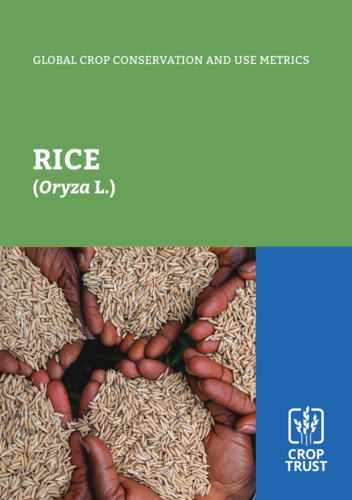 GLOBAL CROP CONSERVATION AND USE METRICS
RICE
(Oryza L.)
CROP
TRUST